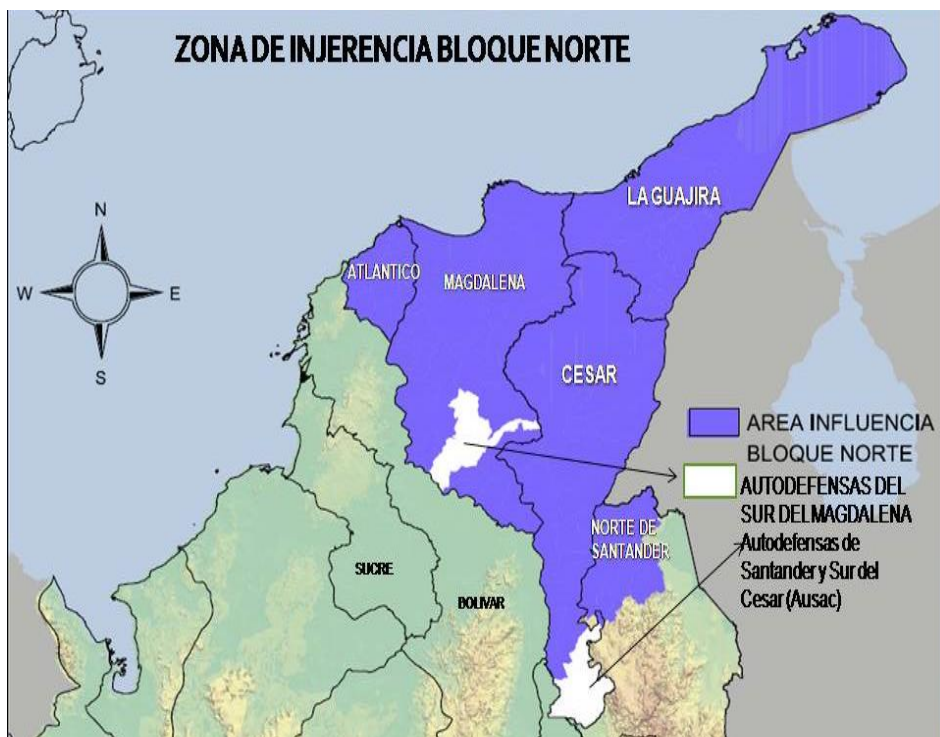 ZONA DE INJERENCIA BLOQUE NORTE
N
W
E
S
LA GUAJIRA
ATLANTICO
MAGDALENA
CESAR
AREA INFLUENCIA
BLOQUE NORTE
AUTODEFENSAS DEL
SUR DEL MAGDALENA
NORTE DE
SANTANDER
Autodefensas de
Santander y Sur del
Cesar (Ausac)
SUCRE
BOLIVAR